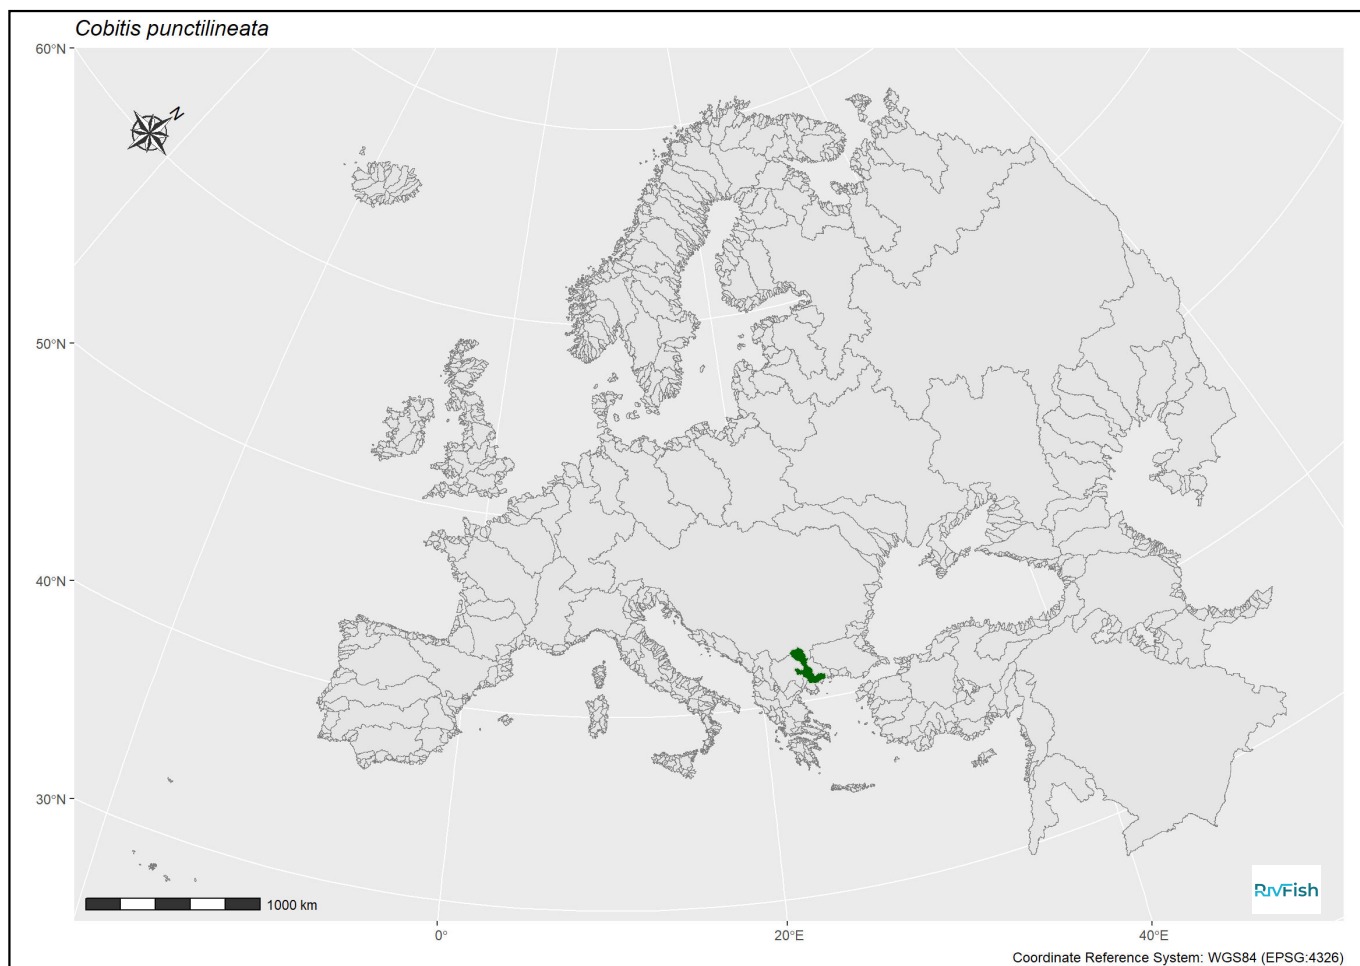 Cobitis punctilineata
60°N
N
50°N
40°N
30°N
1000 km
RivFish
0°
20°E
40°E
Coordinate Reference System: WGS84 (EPSG:4326)